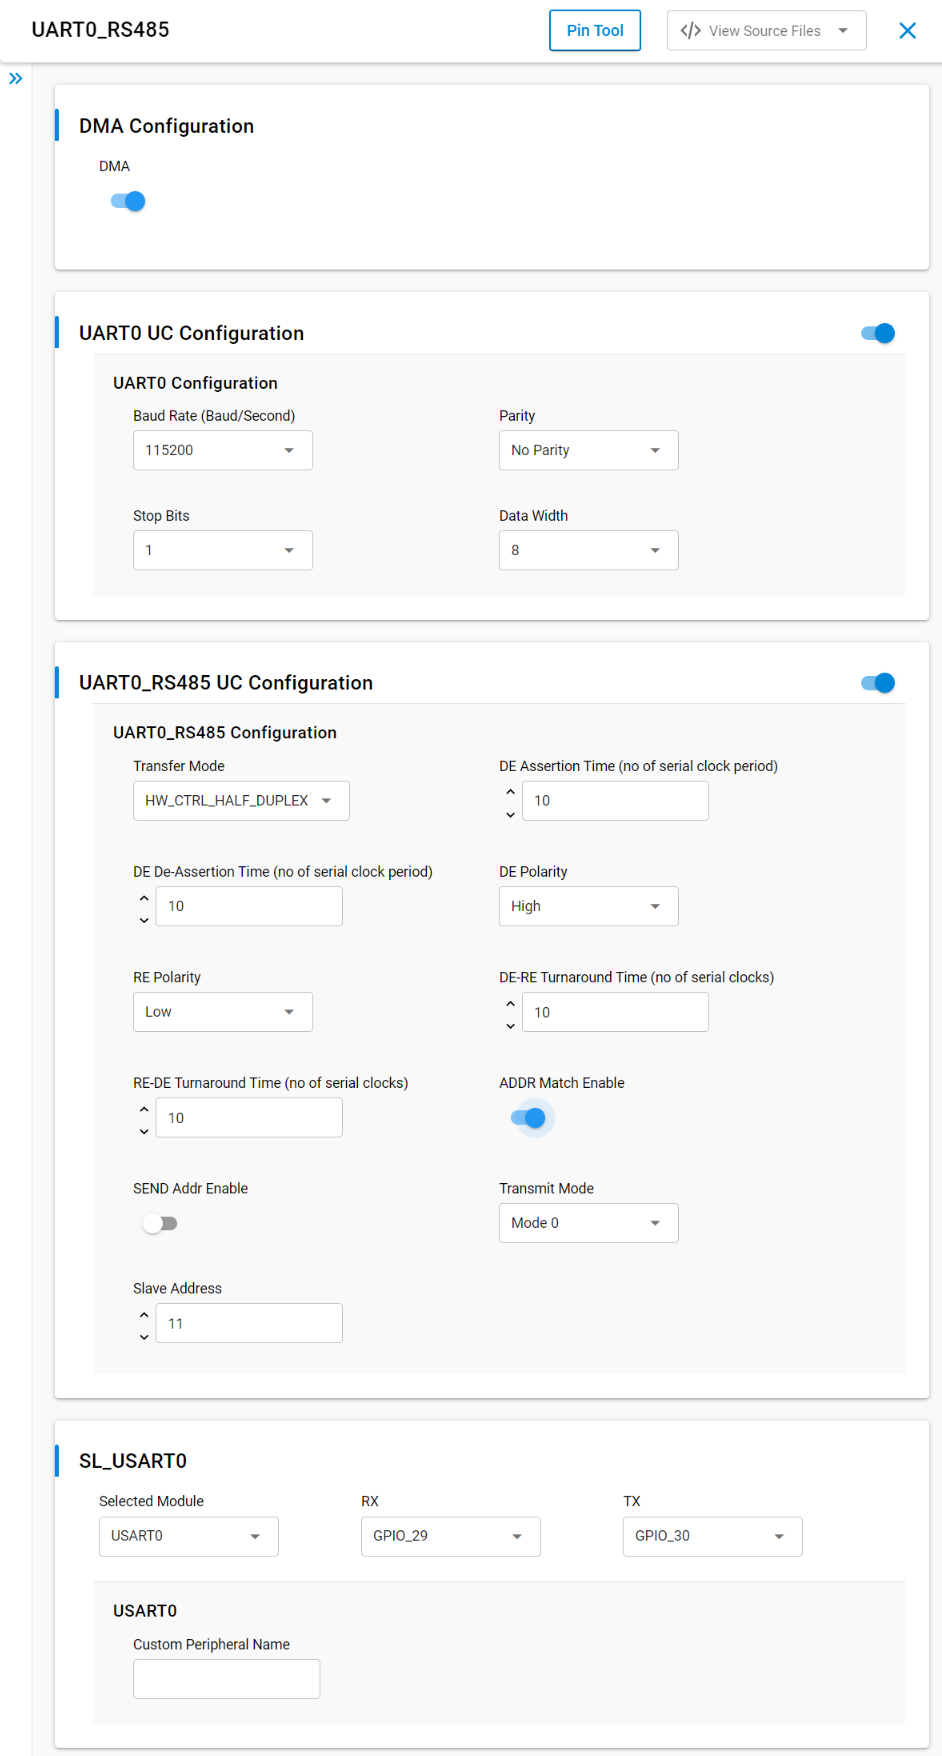 UART0_RS485
Pin Tool
</> View Source Files
DMA Configuration
DMA
UART0 UC Configuration
UART0 Configuration
Baud Rate (Baud/Second)
Parity
115200
No Parity
Stop Bits
Data Width
1
8
UART0_RS485 UC Configuration
UART0_RS485 Configuration
Transfer Mode
DE Assertion Time (no of serial clock period)
HW_CTRL_HALF_DUPLEX
10
DE De-Assertion Time (no of serial clock period)
DE Polarity
10
High
RE Polarity
DE-RE Turnaround Time (no of serial clocks)
Low
10
RE-DE Turnaround Time (no of serial clocks)
ADDR Match Enable
10
SEND Addr Enable
Transmit Mode
Mode 0
Slave Address
11
SL_USART0
Selected Module
RX
TX
USART0
GPIO_29
GPIO_30
USART0
Custom Peripheral Name